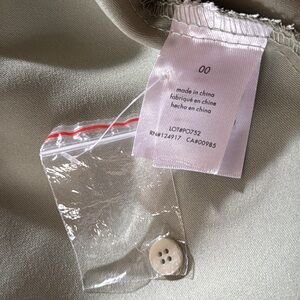 00
made in china
fabriqué en chine
hecho en china
LOT#PO752
RN#124917 CA#00985